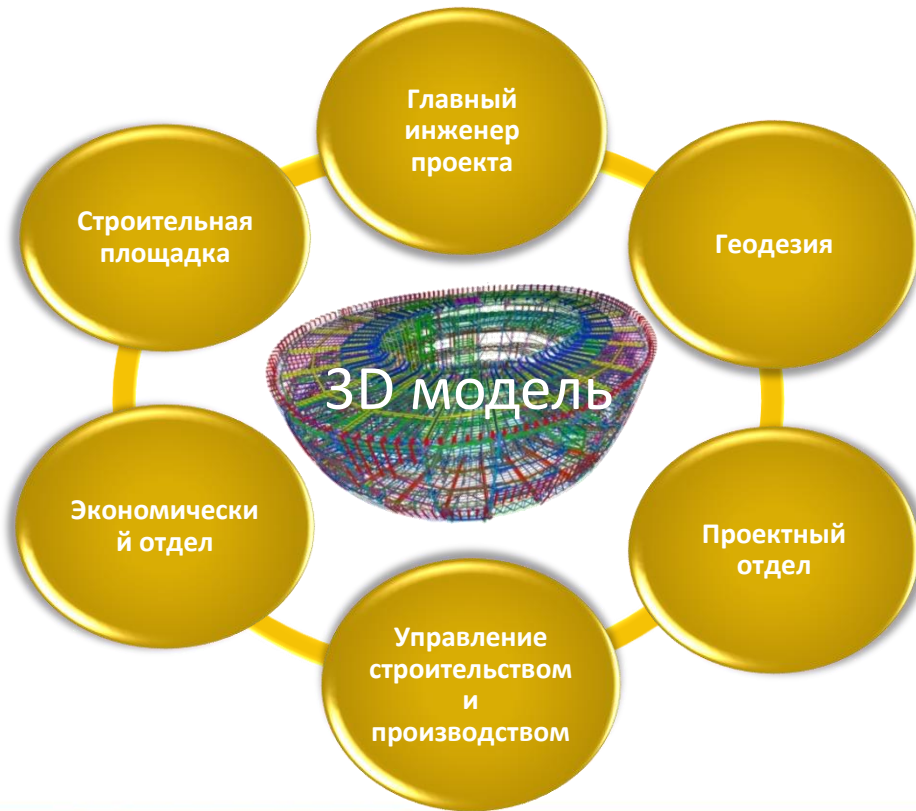 Главный
инженер
проекта
Геодезия
Проектный
отдел
Управление
строительством
и
производством
Экономически
й отдел
Строительная
площадка
3D модель